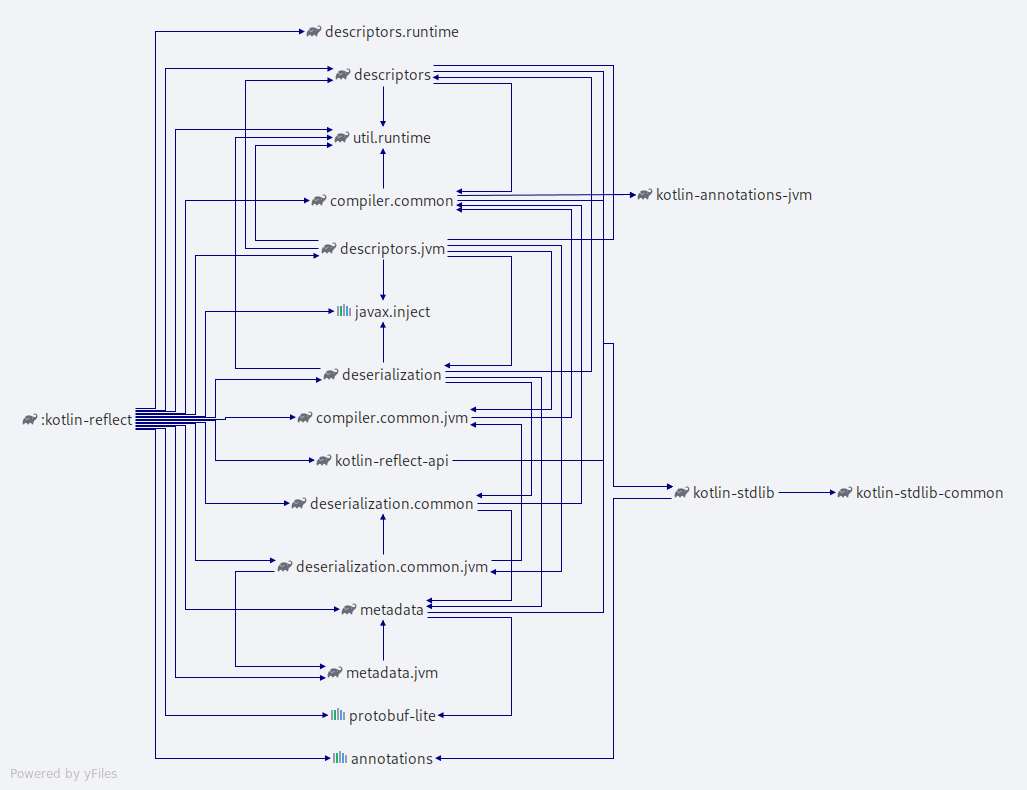 descriptors.runtime
descriptors
util.runtime
compiler.common
kotlin-annotations-jvm
descriptors.jvm
javax.inject
deserialization
:kotlin-reflect
compiler.common.jvm
kotlin-reflect-api
kotlin-stdlib
kotlin-stdlib-common
deserialization.common
deserialization.common.jvm
metadata
metadata.jvm
protobuf-lite
annotations
Powered by yFiles